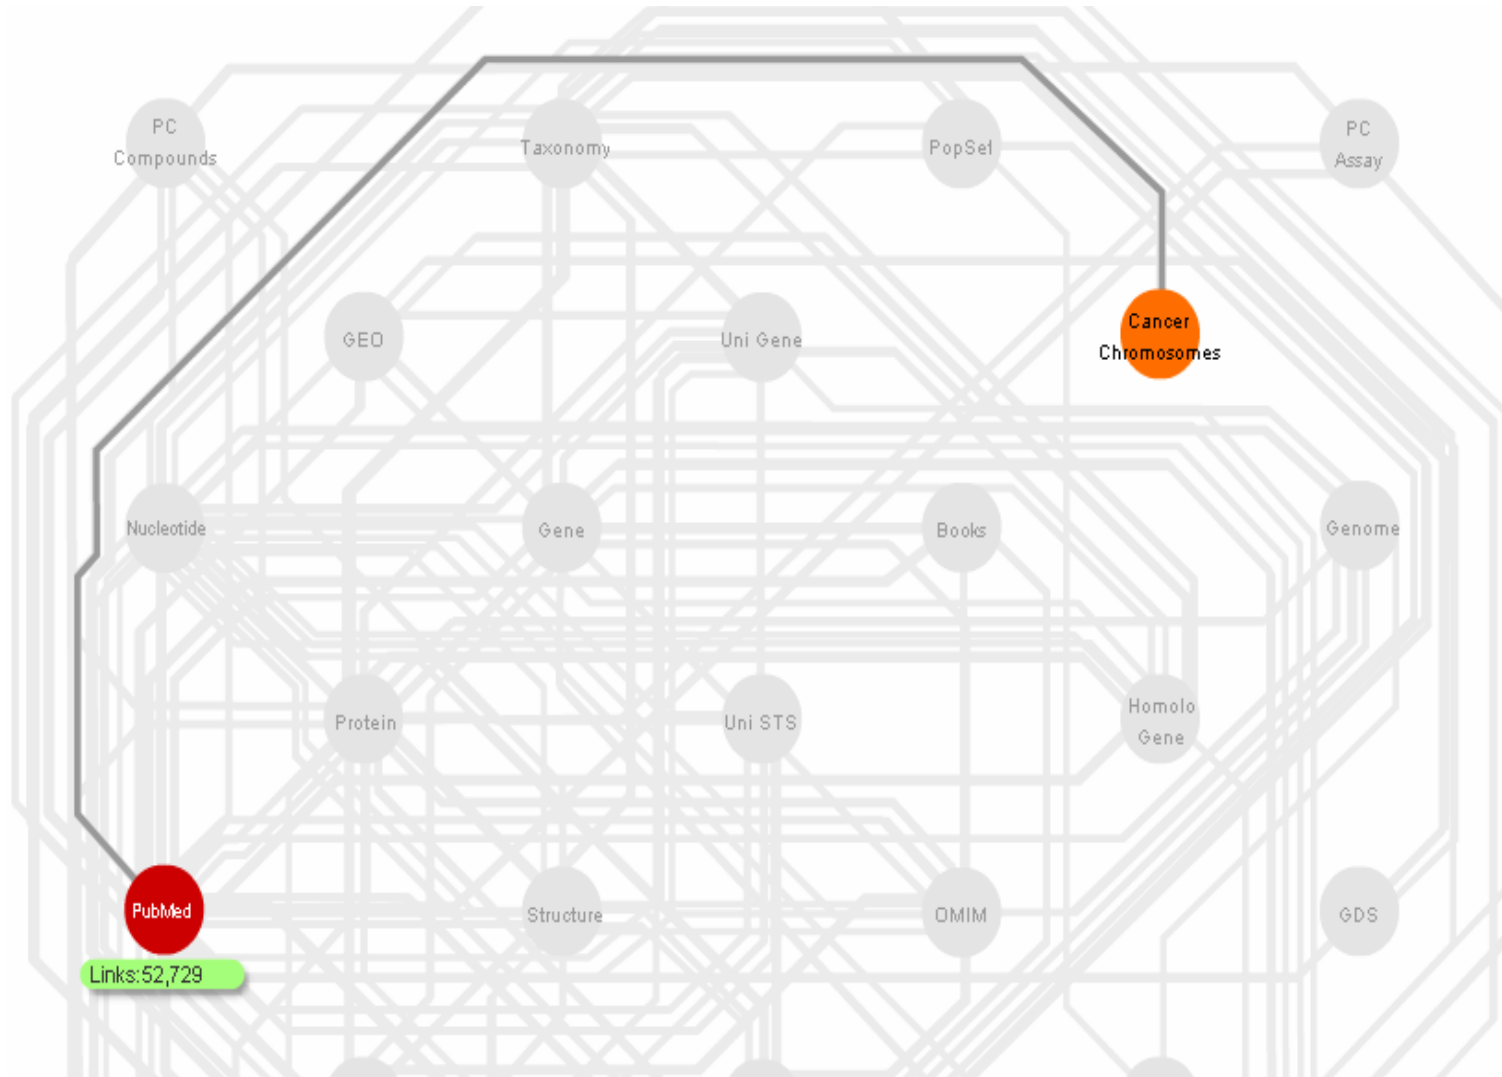 PC
Compounds
Taxonomy
PopSet
PC
Assay
GEO
Uni Gene
Cancer
Chromosomes
Nucleotide
Gene
Books
Genome
Protein
Uni STS
Homolo
Gene
PubMed
Structure
OMIM
GDS
Links:52,729